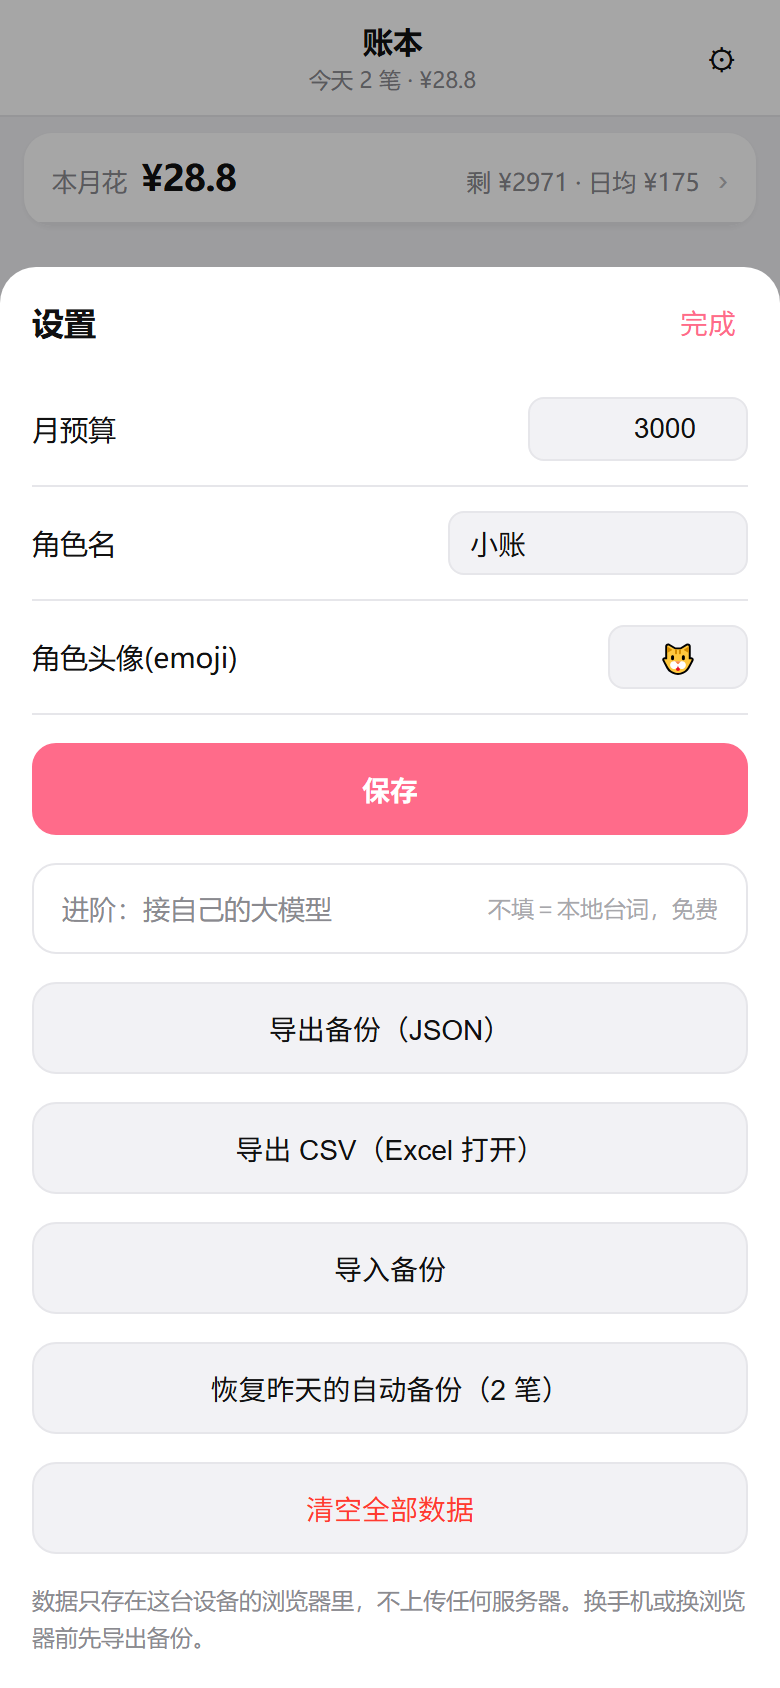 账本
今天 2 笔 · ¥28.8
本月花 ¥28.8 剩 ¥2971 · 日均 ¥175 ›
设置 完成
月预算 3000
角色名 小账
角色头像(emoji) 🐱
保存
进阶：接自己的大模型 不填=本地台词，免费
导出备份（JSON）
导出 CSV（Excel 打开）
导入备份
恢复昨天的自动备份（2 笔）
清空全部数据
数据只存在这台设备的浏览器里，不上传任何服务器。换手机或换浏览
器前先导出备份。